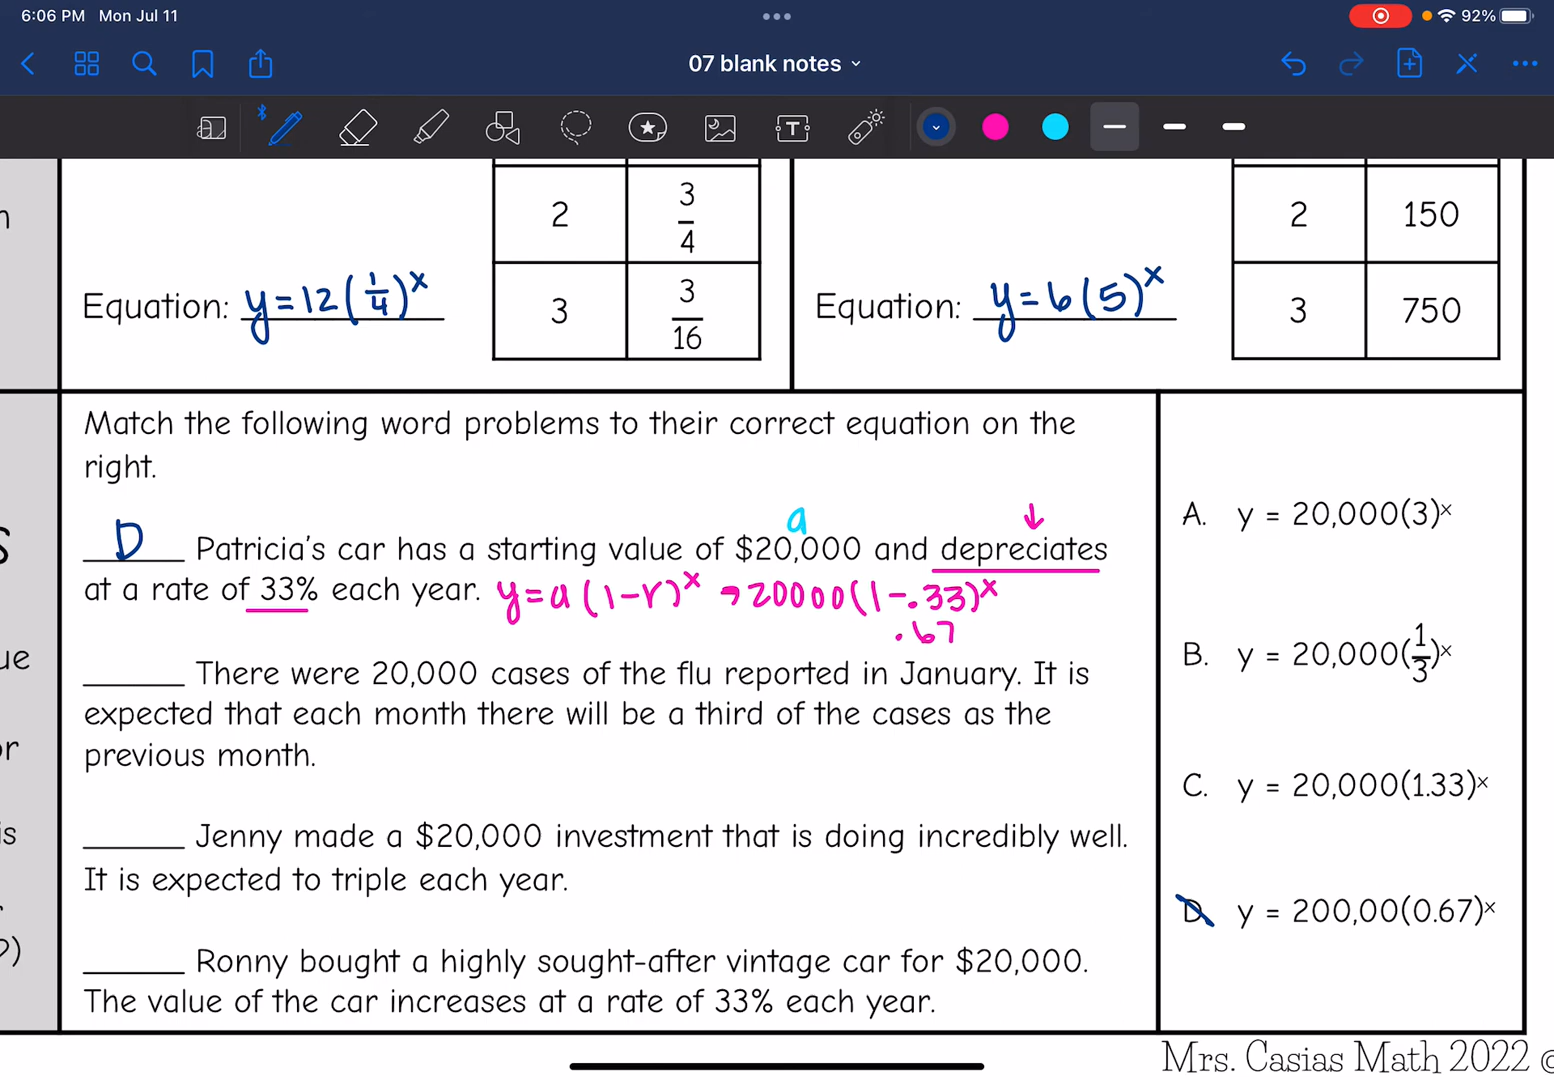 6:06 PM Mon Jul 11
92%
07 blank notes
T
2
3/4
3
3/16
Equation: y=12(1/4)^x
2 150
3 750
Equation: y=6(5)^x
Match the following word problems to their correct equation on the
right.
a ↓
D Patricia's car has a starting value of $20,000 and depreciates
at a rate of 33% each year. y=a(1-r)^x → 20000(1-.33)^x
.67
______ There were 20,000 cases of the flu reported in January. It is
expected that each month there will be a third of the cases as the
previous month.
______ Jenny made a $20,000 investment that is doing incredibly well.
It is expected to triple each year.
______ Ronny bought a highly sought-after vintage car for $20,000.
The value of the car increases at a rate of 33% each year.
A. y = 20,000(3)^x
B. y = 20,000(1/3)^x
C. y = 20,000(1.33)^x
D. y = 200,00(0.67)^x
Mrs. Casias Math 2022 ©